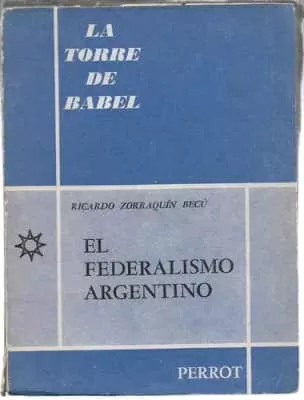 LA
TORRE
DE
BABEL
RICARDO ZORRAQUÍN BECÚ
EL
FEDERALISMO
ARGENTINO
PERROT